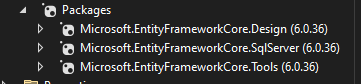 Packages
Microsoft.EntityFrameworkCore.Design (6.0.36)
Microsoft.EntityFrameworkCore.SqlServer (6.0.36)
Microsoft.EntityFrameworkCore.Tools (6.0.36)